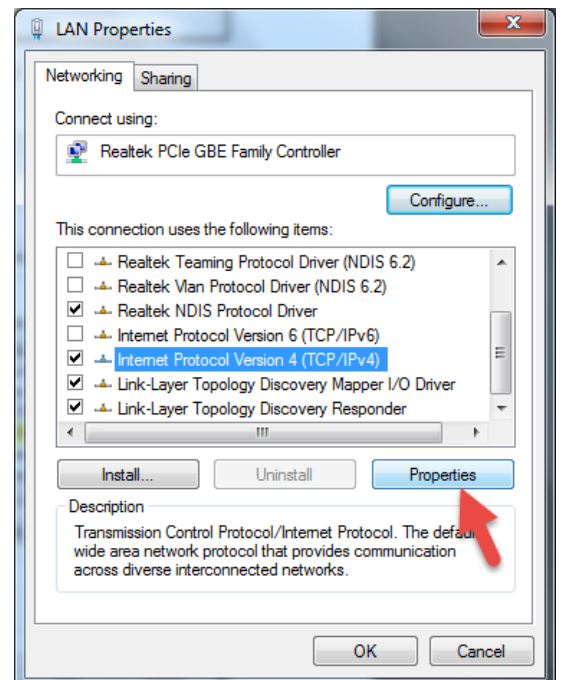 LAN Properties
Networking
Sharing
Connect using:
Realtek PCIe GBE Family Controller
Configure...
This connection uses the following items:
Realtek Teaming Protocol Driver (NDIS 6.2)
Realtek Vlan Protocol Driver (NDIS 6.2)
Realtek NDIS Protocol Driver
Internet Protocol Version 6 (TCP/IPv6)
Internet Protocol Version 4 (TCP/IPv4)
Link-Layer Topology Discovery Mapper I/O Driver
Link-Layer Topology Discovery Responder
Install...
Uninstall
Properties
Description
Transmission Control Protocol/Internet Protocol. The
wide area network protocol that provides communication
across diverse interconnected networks.
OK
Cancel